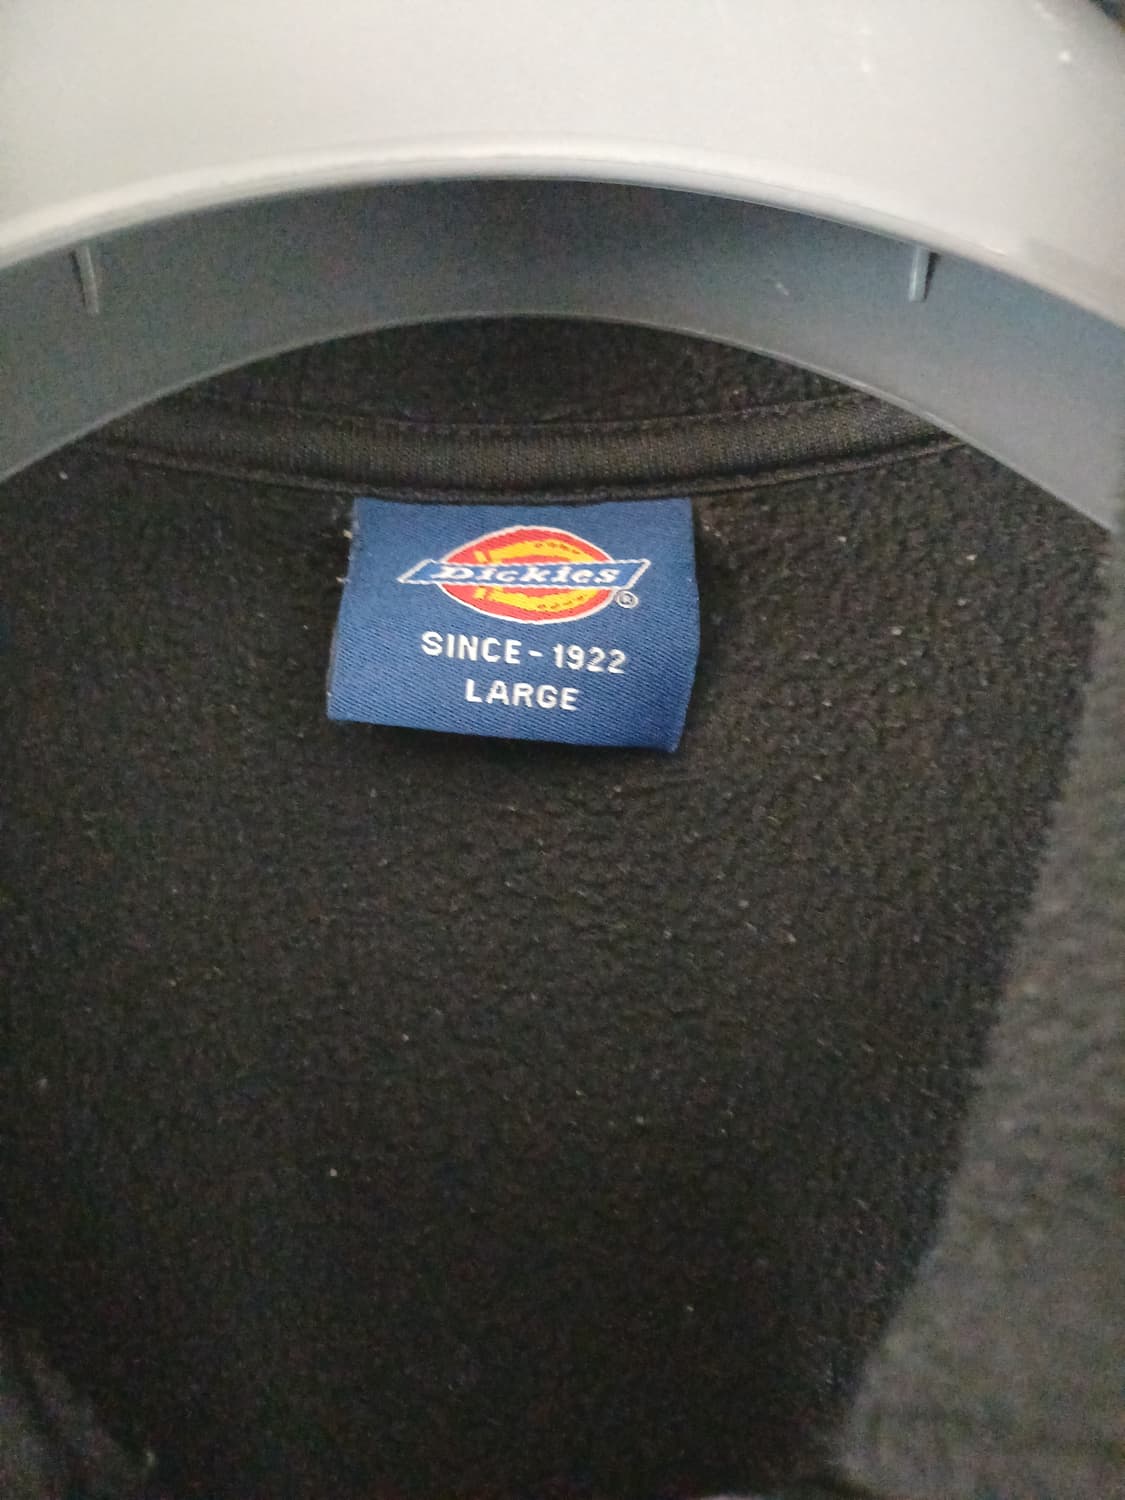 Dickies®
SINCE - 1922
LARGE